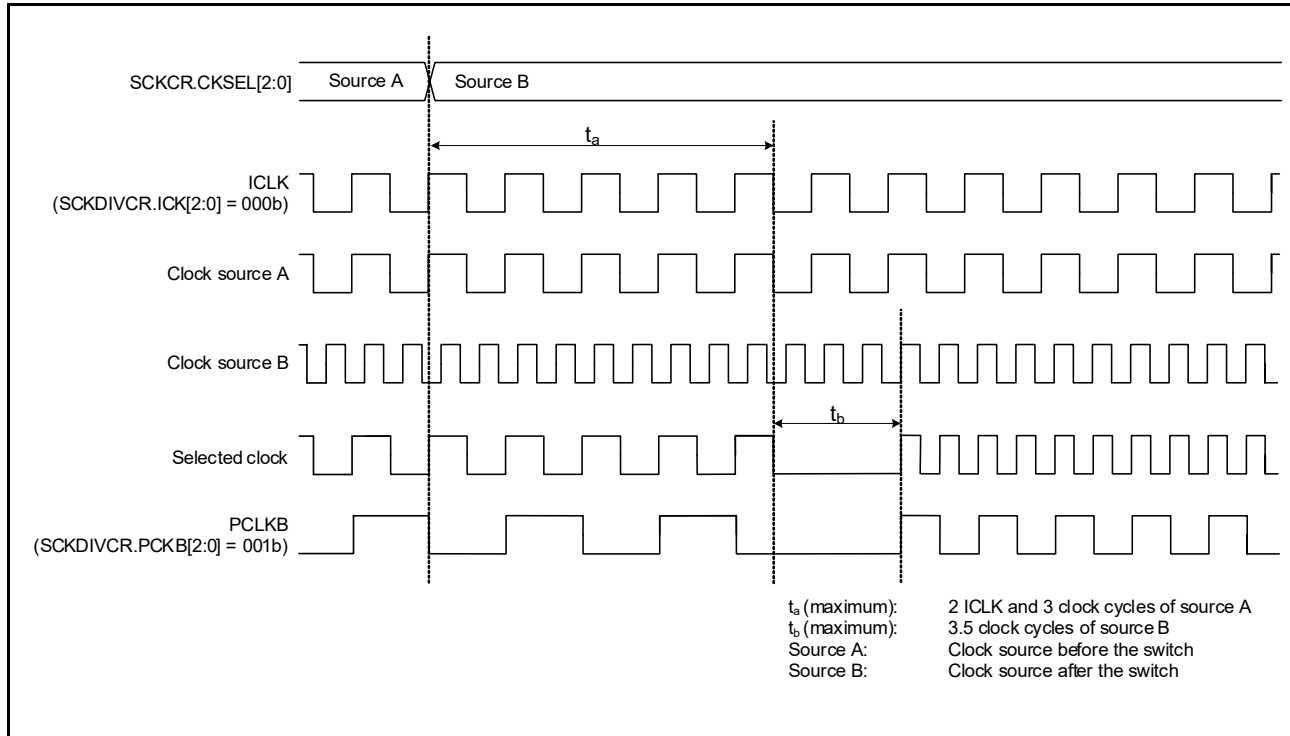 SCKCR.CKSEL[2:0] Source A Source B
ta
ICLK
(SCKDIVCR.ICK[2:0] = 000b)
Clock source A
Clock source B
tb
Selected clock
PCLKB
(SCKDIVCR.PCKB[2:0] = 001b)
ta (maximum): 2 ICLK and 3 clock cycles of source A
tb (maximum): 3.5 clock cycles of source B
Source A: Clock source before the switch
Source B: Clock source after the switch